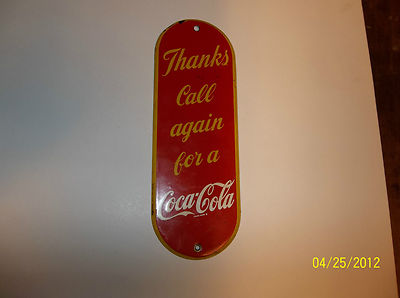 Thanks
Call
again
for a
Coca-Cola
04/25/2012